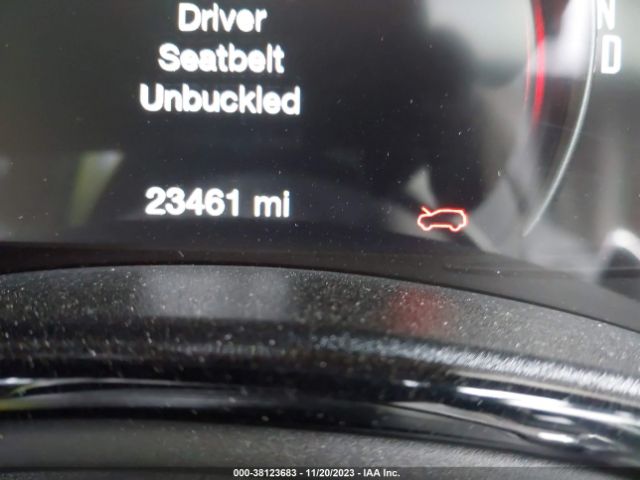 N
Driver
D
Seatbelt
Unbuckled
23461 mi
000-38123683 - 11/20/2023 - IAA Inc.